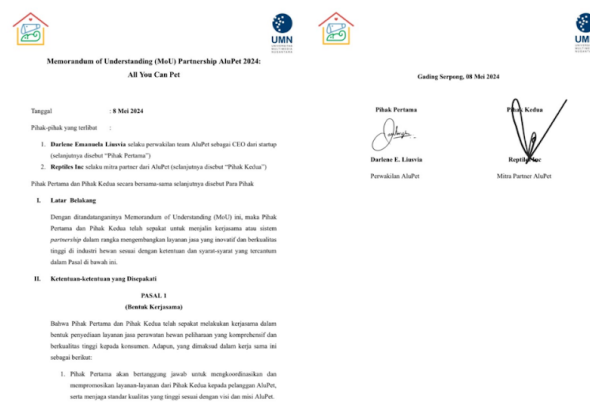 UMN
UNIVERSITAS
MULTIMEDIA
NUSANTARA
Memorandum of Understanding (MoU) Partnership AluPet 2024:
All You Can Pet
Tanggal : 8 Mei 2024
Pihak-pihak yang terlibat :
1. Darlene Emanuela Liusvia selaku perwakilan team AluPet sebagai CEO dari startup
(selanjutnya disebut “Pihak Pertama”)
2. Reptiles Inc selaku mitra partner dari AluPet (selanjutnya disebut “Pihak Kedua”)
Pihak Pertama dan Pihak Kedua secara bersama-sama selanjutnya disebut Para Pihak
I. Latar Belakang
Dengan ditandatanganinya Memorandum of Understanding (MoU) ini, maka Pihak
Pertama dan Pihak Kedua telah sepakat untuk menjalin kerjasama atau sistem
partnership dalam rangka mengembangkan layanan jasa yang inovatif dan berkualitas
tinggi di industri hewan sesuai dengan ketentuan dan syarat-syarat yang tercantum
dalam Pasal di bawah ini.
II. Ketentuan-ketentuan yang Disepakati
PASAL 1
(Bentuk Kerjasama)
Bahwa Pihak Pertama dan Pihak Kedua telah sepakat melakukan kerjasama dalam
bentuk penyediaan layanan jasa perawatan hewan peliharaan yang komprehensif dan
berkualitas tinggi kepada konsumen. Adapun, yang dimaksud dalam kerja sama ini
sebagai berikut:
1. Pihak Pertama akan bertanggung jawab untuk mengkoordinasikan dan
mempromosikan layanan-layanan dari Pihak Kedua kepada pelanggan AluPet,
serta menjaga standar kualitas yang tinggi sesuai dengan visi dan misi AluPet.
UM
Gading Serpong, 08 Mei 2024
Pihak Pertama Pihak Kedua
Darlene E. Liusvia Reptiles Inc
Perwakilan AluPet Mitra Partner AluPet